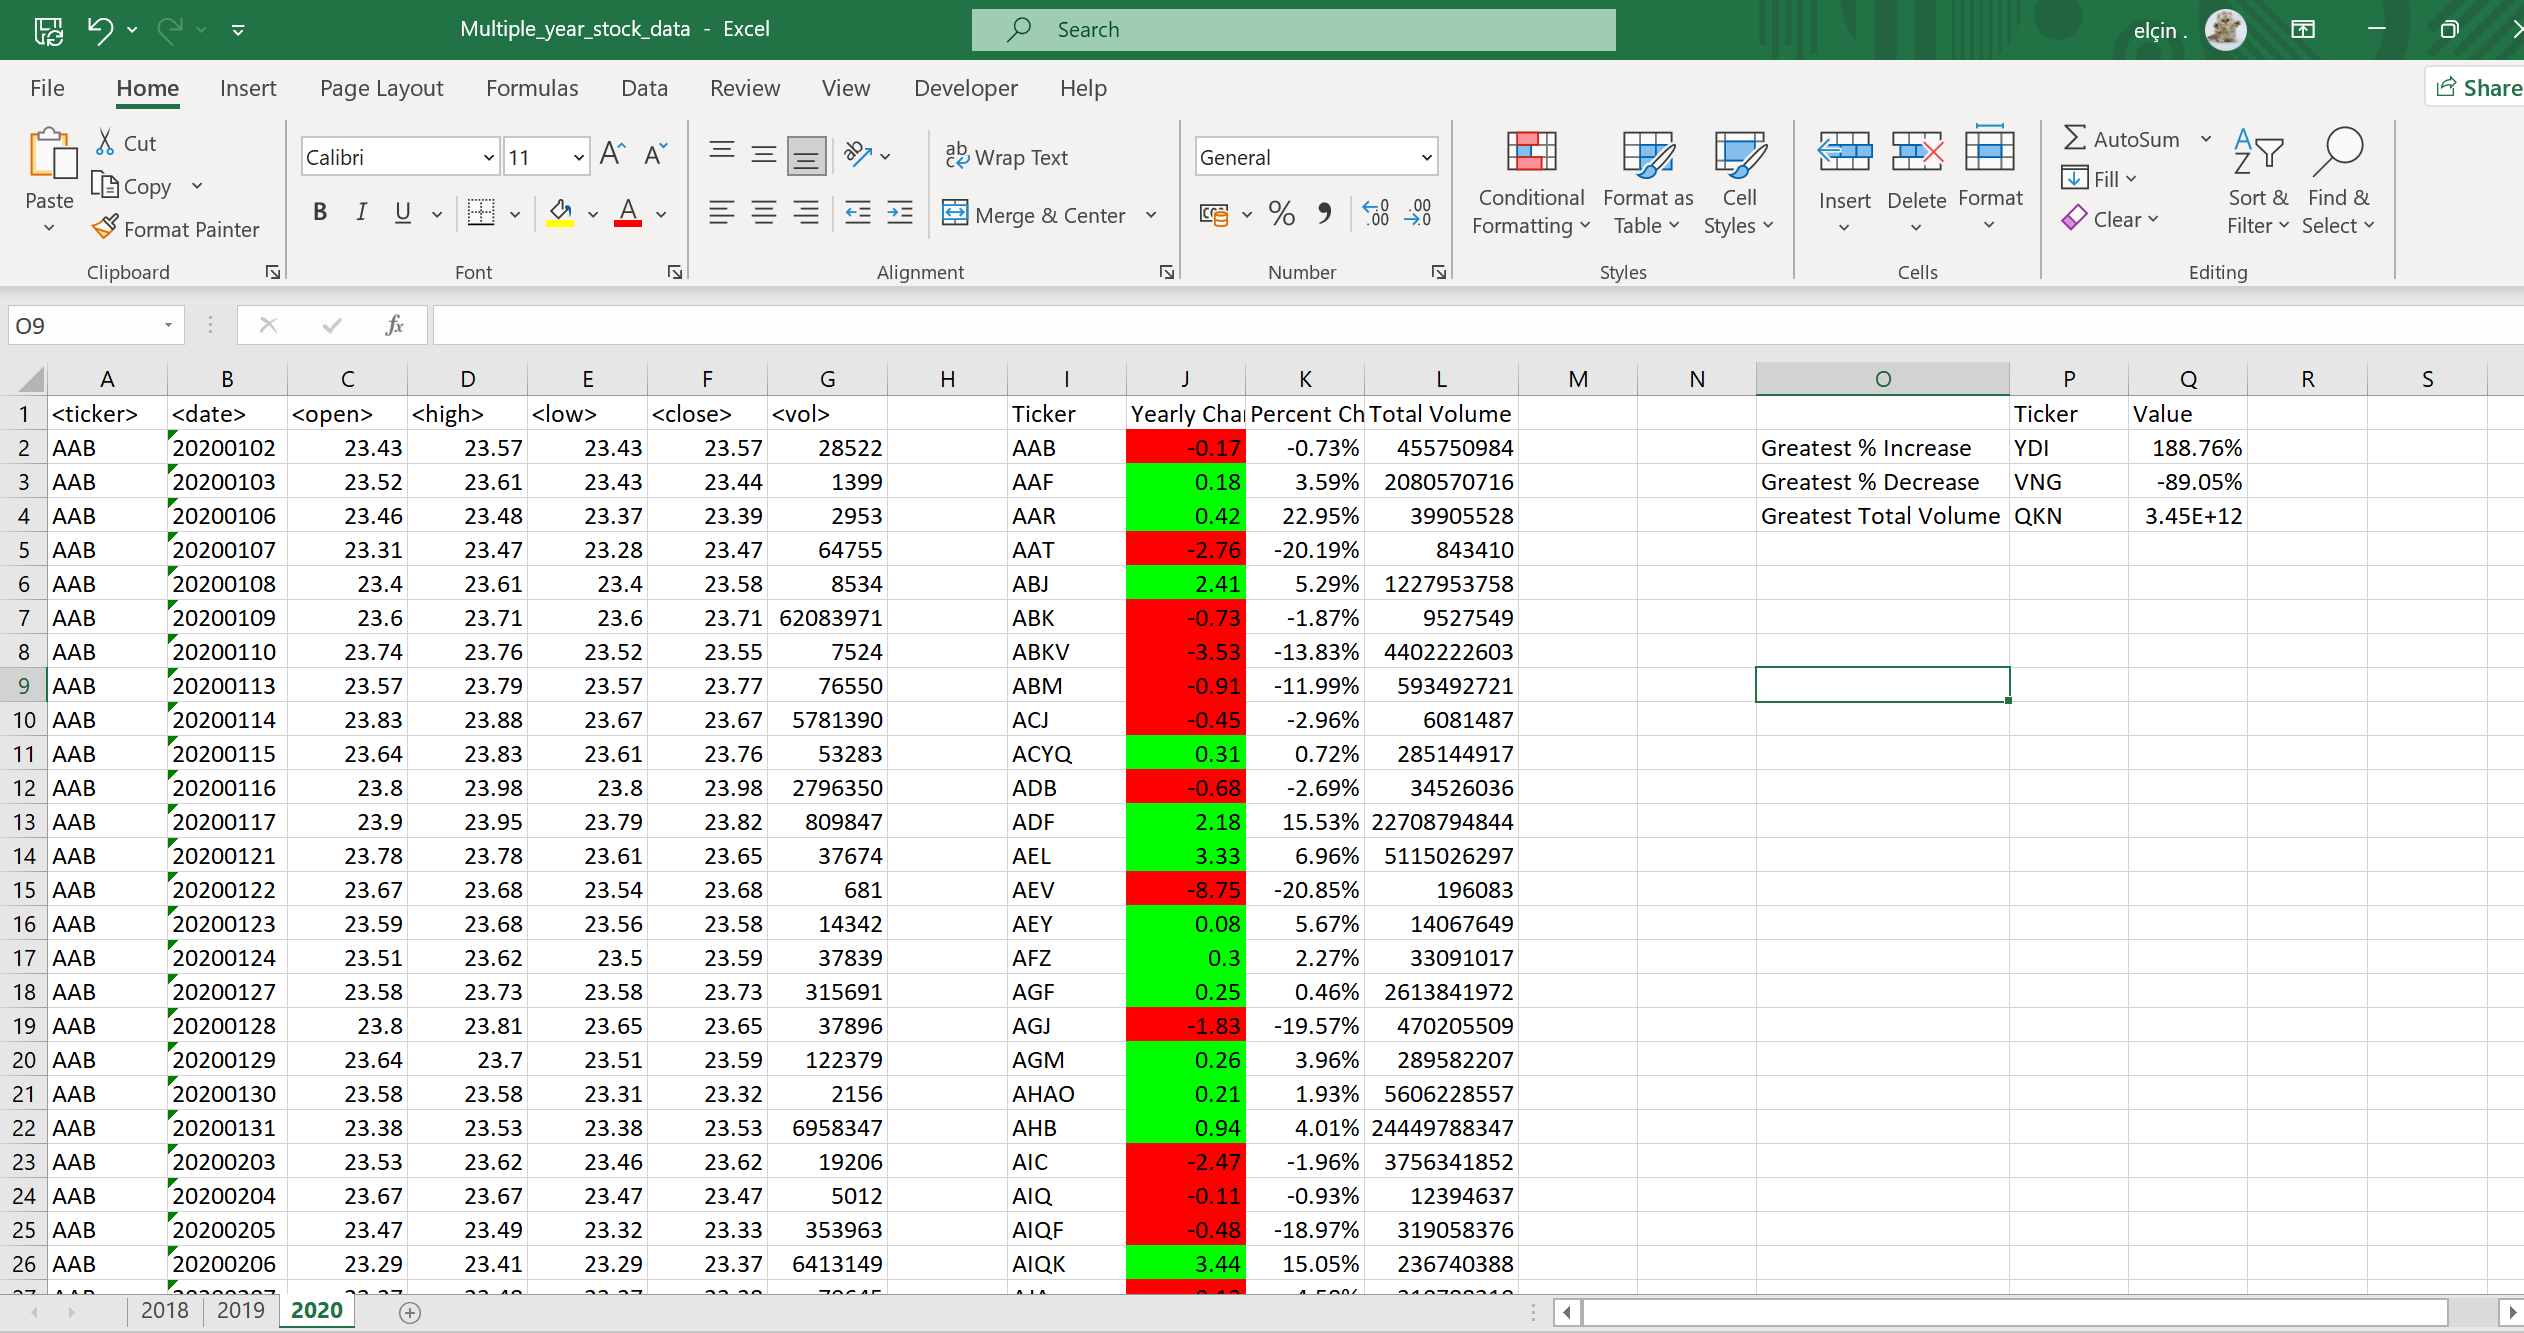 Multiple_year_stock_data - Excel Search elçin .
File Home Insert Page Layout Formulas Data Review View Developer Help Share
Paste Cut Copy Format Painter Clipboard
Calibri 11 B I U A Font
ab Wrap Text Merge & Center Alignment
General % Number
Conditional Formatting Format as Table Cell Styles Styles
Insert Delete Format Cells
AutoSum Fill Clear Sort & Filter Find & Select Editing
O9 fx
A B C D E F G H I J K L M N O P Q R S
1 <ticker> <date> <open> <high> <low> <close> <vol> Ticker Yearly Cha Percent Ch Total Volume Ticker Value
2 AAB 20200102 23.43 23.57 23.43 23.57 28522 AAB -0.17 -0.73% 455750984 Greatest % Increase YDI 188.76%
3 AAB 20200103 23.52 23.61 23.43 23.44 1399 AAF 0.18 3.59% 2080570716 Greatest % Decrease VNG -89.05%
4 AAB 20200106 23.46 23.48 23.37 23.39 2953 AAR 0.42 22.95% 39905528 Greatest Total Volume QKN 3.45E+12
5 AAB 20200107 23.31 23.47 23.28 23.47 64755 AAT -2.76 -20.19% 843410
6 AAB 20200108 23.4 23.61 23.4 23.58 8534 ABJ 2.41 5.29% 1227953758
7 AAB 20200109 23.6 23.71 23.6 23.71 62083971 ABK -0.73 -1.87% 9527549
8 AAB 20200110 23.74 23.76 23.52 23.55 7524 ABKV -3.53 -13.83% 4402222603
9 AAB 20200113 23.57 23.79 23.57 23.77 76550 ABM -0.91 -11.99% 593492721
10 AAB 20200114 23.83 23.88 23.67 23.67 5781390 ACJ -0.45 -2.96% 6081487
11 AAB 20200115 23.64 23.83 23.61 23.76 53283 ACYQ 0.31 0.72% 285144917
12 AAB 20200116 23.8 23.98 23.8 23.98 2796350 ADB -0.68 -2.69% 34526036
13 AAB 20200117 23.9 23.95 23.79 23.82 809847 ADF 2.18 15.53% 22708794844
14 AAB 20200121 23.78 23.78 23.61 23.65 37674 AEL 3.33 6.96% 5115026297
15 AAB 20200122 23.67 23.68 23.54 23.68 681 AEV -8.75 -20.85% 196083
16 AAB 20200123 23.59 23.68 23.56 23.58 14342 AEY 0.08 5.67% 14067649
17 AAB 20200124 23.51 23.62 23.5 23.59 37839 AFZ 0.3 2.27% 33091017
18 AAB 20200127 23.58 23.73 23.58 23.73 315691 AGF 0.25 0.46% 2613841972
19 AAB 20200128 23.8 23.81 23.65 23.65 37896 AGJ -1.83 -19.57% 470205509
20 AAB 20200129 23.64 23.7 23.51 23.59 122379 AGM 0.26 3.96% 289582207
21 AAB 20200130 23.58 23.58 23.31 23.32 2156 AHAO 0.21 1.93% 5606228557
22 AAB 20200131 23.38 23.53 23.38 23.53 6958347 AHB 0.94 4.01% 24449788347
23 AAB 20200203 23.53 23.62 23.46 23.62 19206 AIC -2.47 -1.96% 3756341852
24 AAB 20200204 23.67 23.67 23.47 23.47 5012 AIQ -0.11 -0.93% 12394637
25 AAB 20200205 23.47 23.49 23.32 23.33 353963 AIQF -0.48 -18.97% 319058376
26 AAB 20200206 23.29 23.41 23.29 23.37 6413149 AIQK 3.44 15.05% 236740388
2018 2019 2020